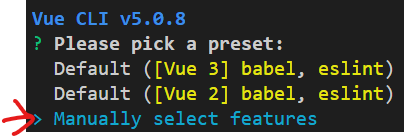 Vue CLI v5.0.8
? Please pick a preset:
Default ([Vue 3] babel, eslint)
Default ([Vue 2] babel, eslint)
> Manually select features